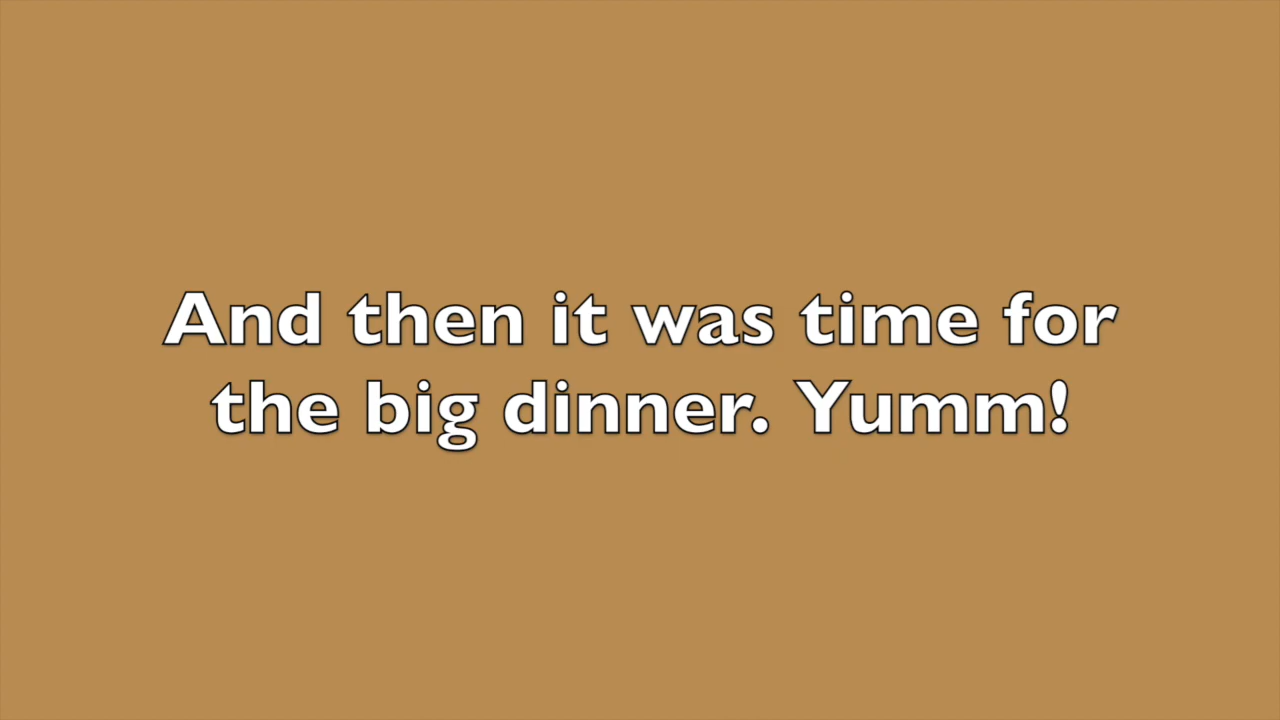 And then it was time for
the big dinner. Yumm!